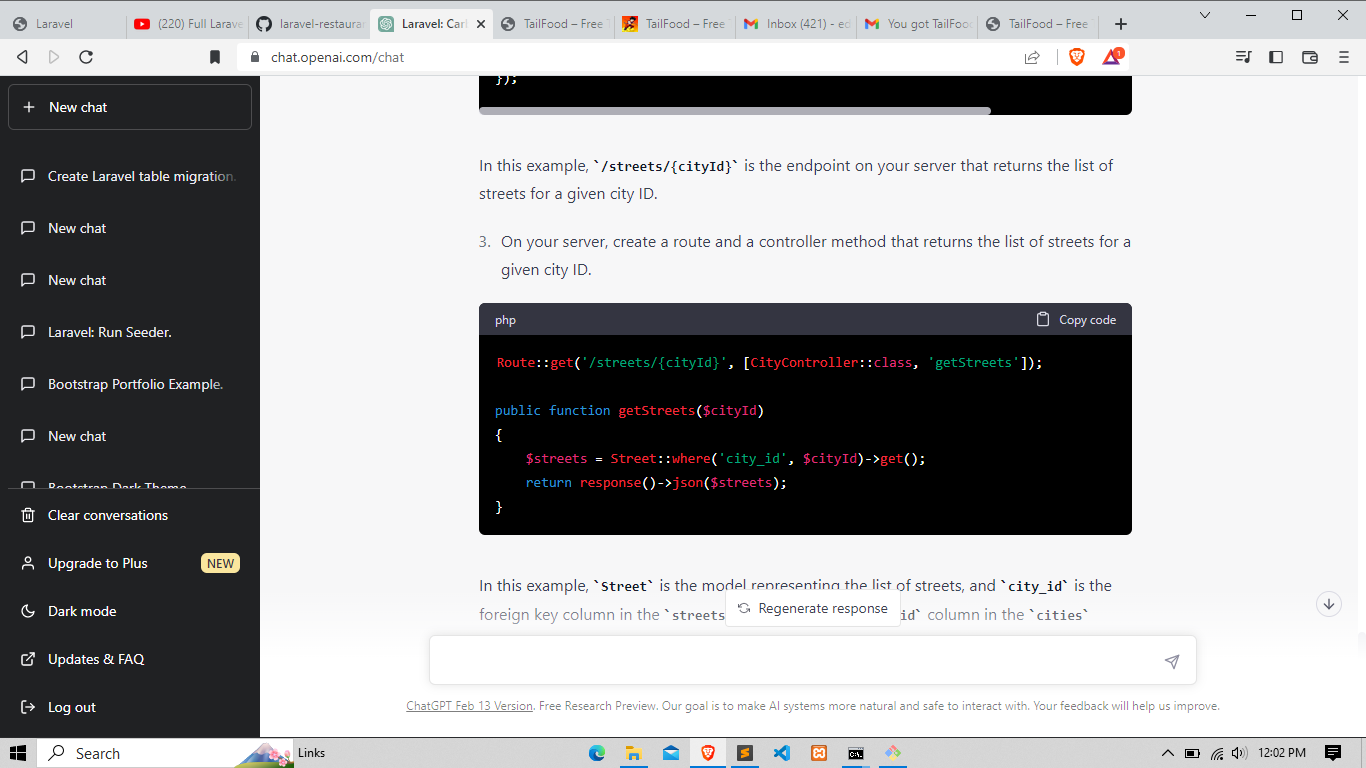 Laravel
(220) Full Larave
laravel-restaura
Laravel: Carl
TailFood – Free T
TailFood – Free
Inbox (421) - ed
You got TailFoo
TailFood – Free
chat.openai.com/chat
1
New chat
Create Laravel table migration.
New chat
New chat
Laravel: Run Seeder.
Bootstrap Portfolio Example.
New chat
Bootstrap Dark Theme
Clear conversations
Upgrade to Plus NEW
Dark mode
Updates & FAQ
Log out
});
In this example, `/streets/{cityId}` is the endpoint on your server that returns the list of
streets for a given city ID.
3. On your server, create a route and a controller method that returns the list of streets for a
given city ID.
php Copy code
Route::get('/streets/{cityId}', [CityController::class, 'getStreets']);
public function getStreets($cityId)
{
$streets = Street::where('city_id', $cityId)->get();
return response()->json($streets);
}
In this example, `Street` is the model representing the list of streets, and `city_id` is the
foreign key column in the `streets id` column in the `cities`
Regenerate response
ChatGPT Feb 13 Version. Free Research Preview. Our goal is to make AI systems more natural and safe to interact with. Your feedback will help us improve.
Search
Links
12:02 PM